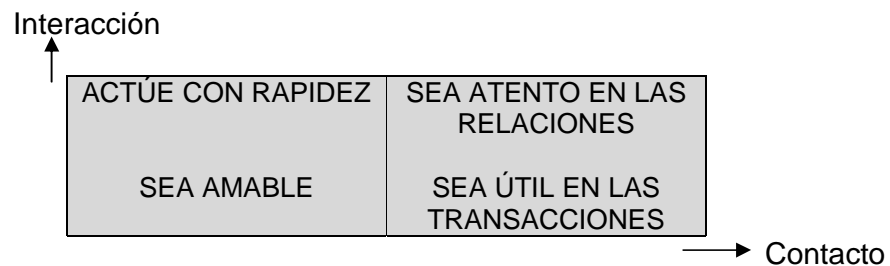 Interacción
ACTÚE CON RAPIDEZ
SEA ATENTO EN LAS
RELACIONES
SEA AMABLE
SEA ÚTIL EN LAS
TRANSACCIONES
Contacto